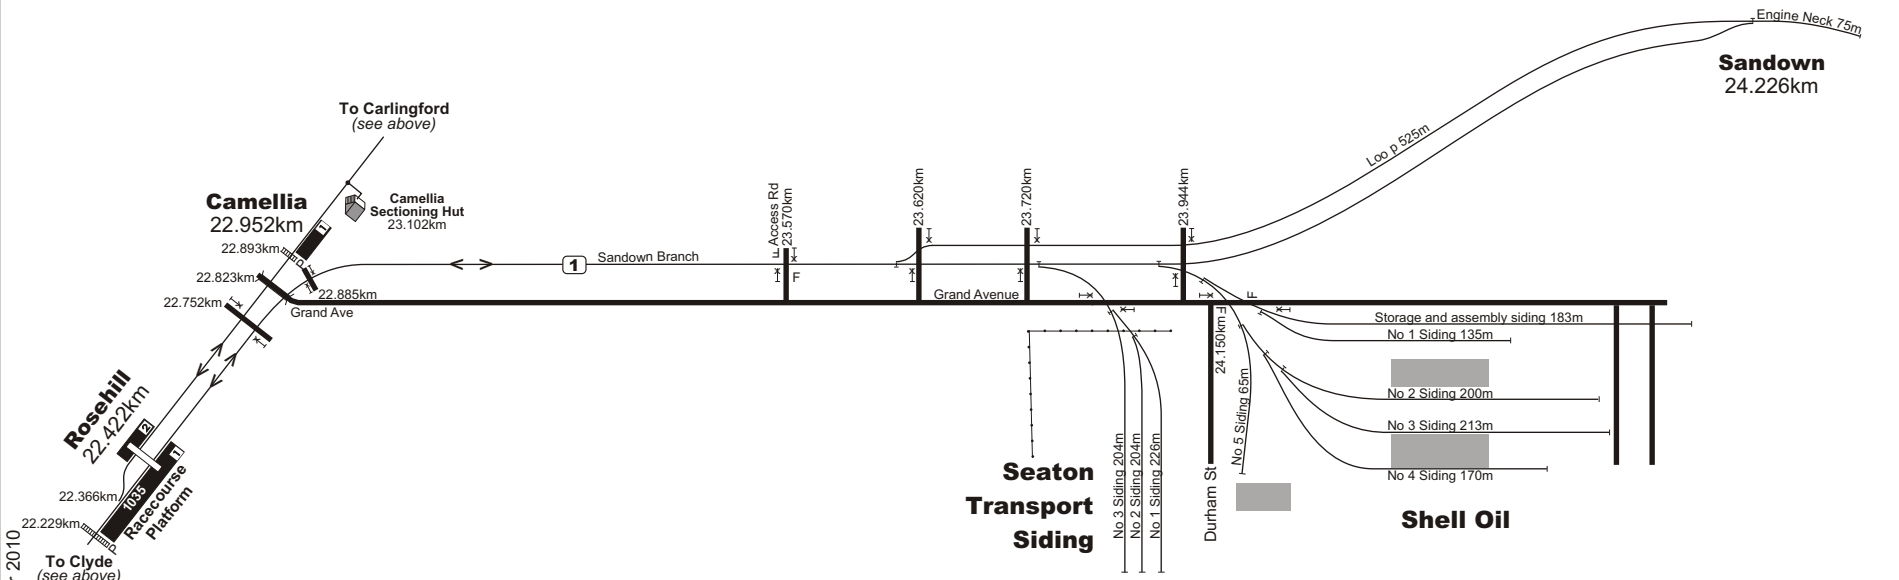 Engine Neck 75m
Sandown
24.226km
Loo p 525m
To Carlingford
(see above)
Camellia
22.952km
1
Camellia
Sectioning Hut
23.102km
22.893km
22.823km
22.752km
22.885km
Grand Ave
Sandown Branch
1
Access Rd
23.570km
F
23.620km
23.720km
23.944km
Grand Avenue
F
F
24.150km
Storage and assembly siding 183m
No 1 Siding 135m
No 2 Siding 200m
No 3 Siding 213m
No 4 Siding 170m
No 5 Siding 65m
Shell Oil
Durham St
No 3 Siding 204m
No 2 Siding 204m
No 1 Siding 226m
Seaton
Transport
Siding
Rosehill
22.422km
2
1
1035
Racecourse
Platform
22.366km
22.229km
To Clyde
(see above)
2010